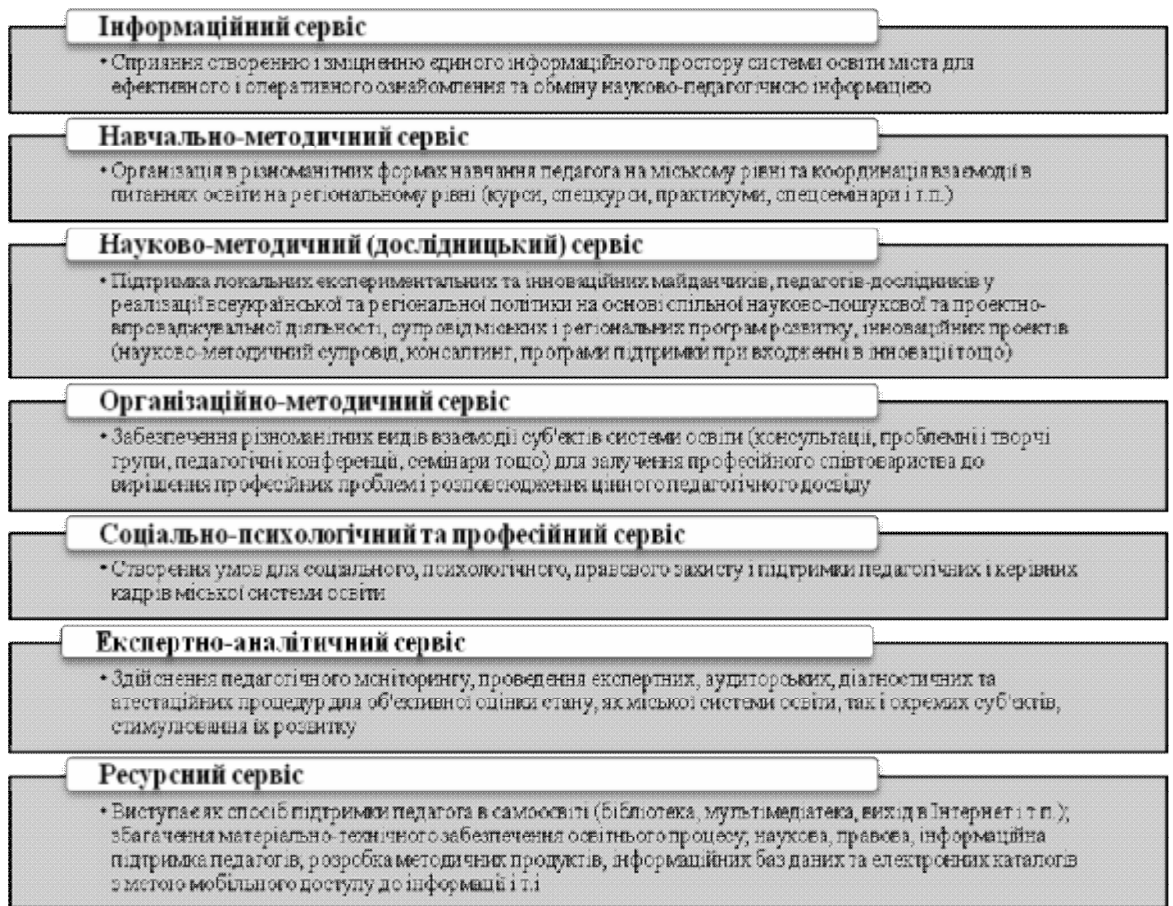 Інформаційний сервіс
• Сприяння створенню і зміцненню єдиного інформаційного простору системи освіти міста для
ефективного і оперативного ознайомлення та обміну науково-педагогічною інформацією
Навчально-методичний сервіс
• Організація в різноманітних формах навчання педагога на міському рівні та координація взаємодії в
питаннях освіти на регіональному рівні (курси, спецкурси, практикуми, спецсемінари і т.п.)
Науково-методичний (дослідницький) сервіс
• Підтримка локальних експериментальних та інноваційних майданчиків, педагогів-дослідників у
реалізації всеукраїнської та регіональної політики на основі спільної науково-пошукової та проектно-
впроваджувальної діяльності, супровід міських і регіональних програм розвитку, інноваційних проектів
(науково-методичний супровід, консалтинг, програми підтримки при входженні в інновації тощо)
Організаційно-методичний сервіс
• Забезпечення різноманітних видів взаємодії суб'єктів системи освіти (консультації, проблемні і творчі
групи, педагогічні конференції, семінари тощо) для залучення професійного співтовариства до
вирішення професійних проблем і розповсюдження цінного педагогічного досвіду
Соціально-психологічний та професійний сервіс
• Створення умов для соціального, психологічного, правового захисту і підтримки педагогічних і керівних
кадрів міської системи освіти
Експертно-аналітичний сервіс
• Здійснення педагогічного моніторингу, проведення експертних, аудиторських, діагностичних та
атестаційних процедур для об'єктивної оцінки стану, як міської системи освіти, так і окремих суб'єктів,
стимулювання їх розвитку
Ресурсний сервіс
• Виступає як спосіб підтримки педагога в самоосвіті (бібліотека, мультимедіатека, вихід в Інтернет і т.п.);
збагачення матеріально-технічного забезпечення освітнього процесу; наукова, правова, інформаційна
підтримка педагогів, розробка методичних продуктів, інформаційних баз даних та електронних каталогів
з метою мобільного доступу до інформації і т.і